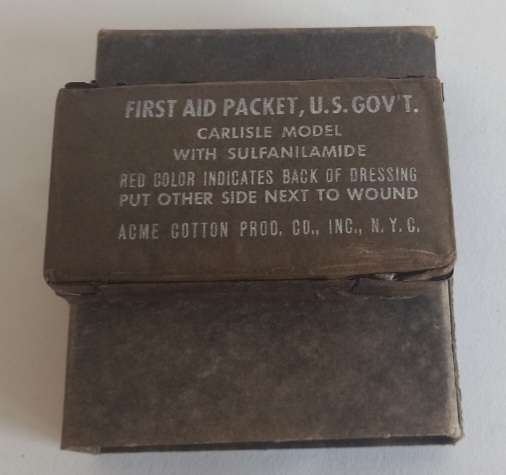 FIRST AID PACKET, U.S. GOV'T.
CARLISLE MODEL
WITH SULFANILAMIDE
RED COLOR INDICATES BACK OF DRESSING
PUT OTHER SIDE NEXT TO WOUND
ACME COTTON PROD. CO., INC., N. Y. C.